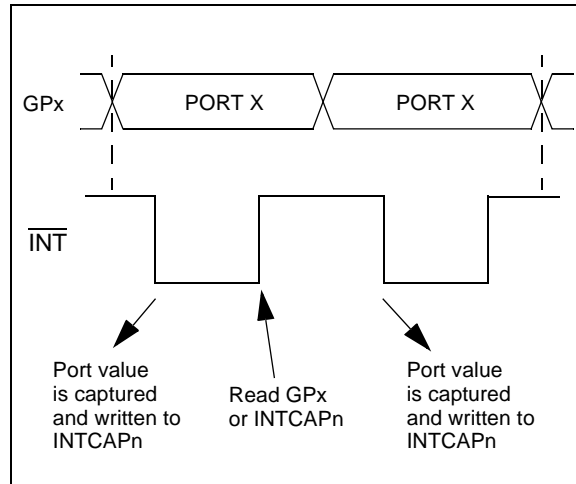 GPx
PORT X
PORT X
INT
Port value
is captured
and written to
INTCAPn
Read GPx
or INTCAPn
Port value
is captured
and written to
INTCAPn